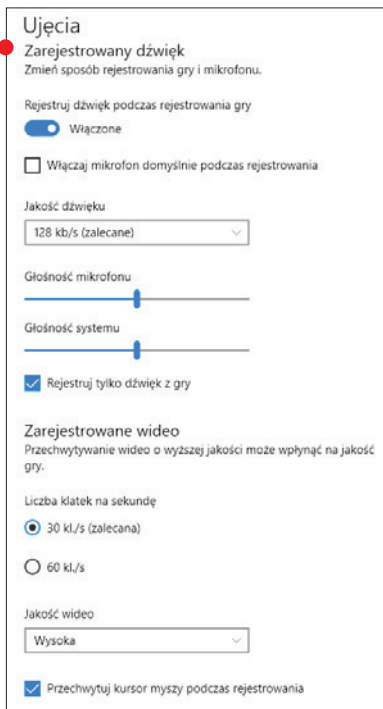 Ujęcia
Zarejestrowany dźwięk
Zmień sposób rejestrowania gry i mikrofonu.
Rejestruj dźwięk podczas rejestrowania gry
Włączone
Włączaj mikrofon domyślnie podczas rejestrowania
Jakość dźwięku
128 kb/s (zalecane)
Głośność mikrofonu
Głośność systemu
Rejestruj tylko dźwięk z gry
Zarejestrowane wideo
Przechwytywanie wideo o wyższej jakości może wpłynąć na jakość
gry.
Liczba klatek na sekundę
30 kl./s (zalecana)
60 kl./s
Jakość wideo
Wysoka
Przechwytuj kursor myszy podczas rejestrowania